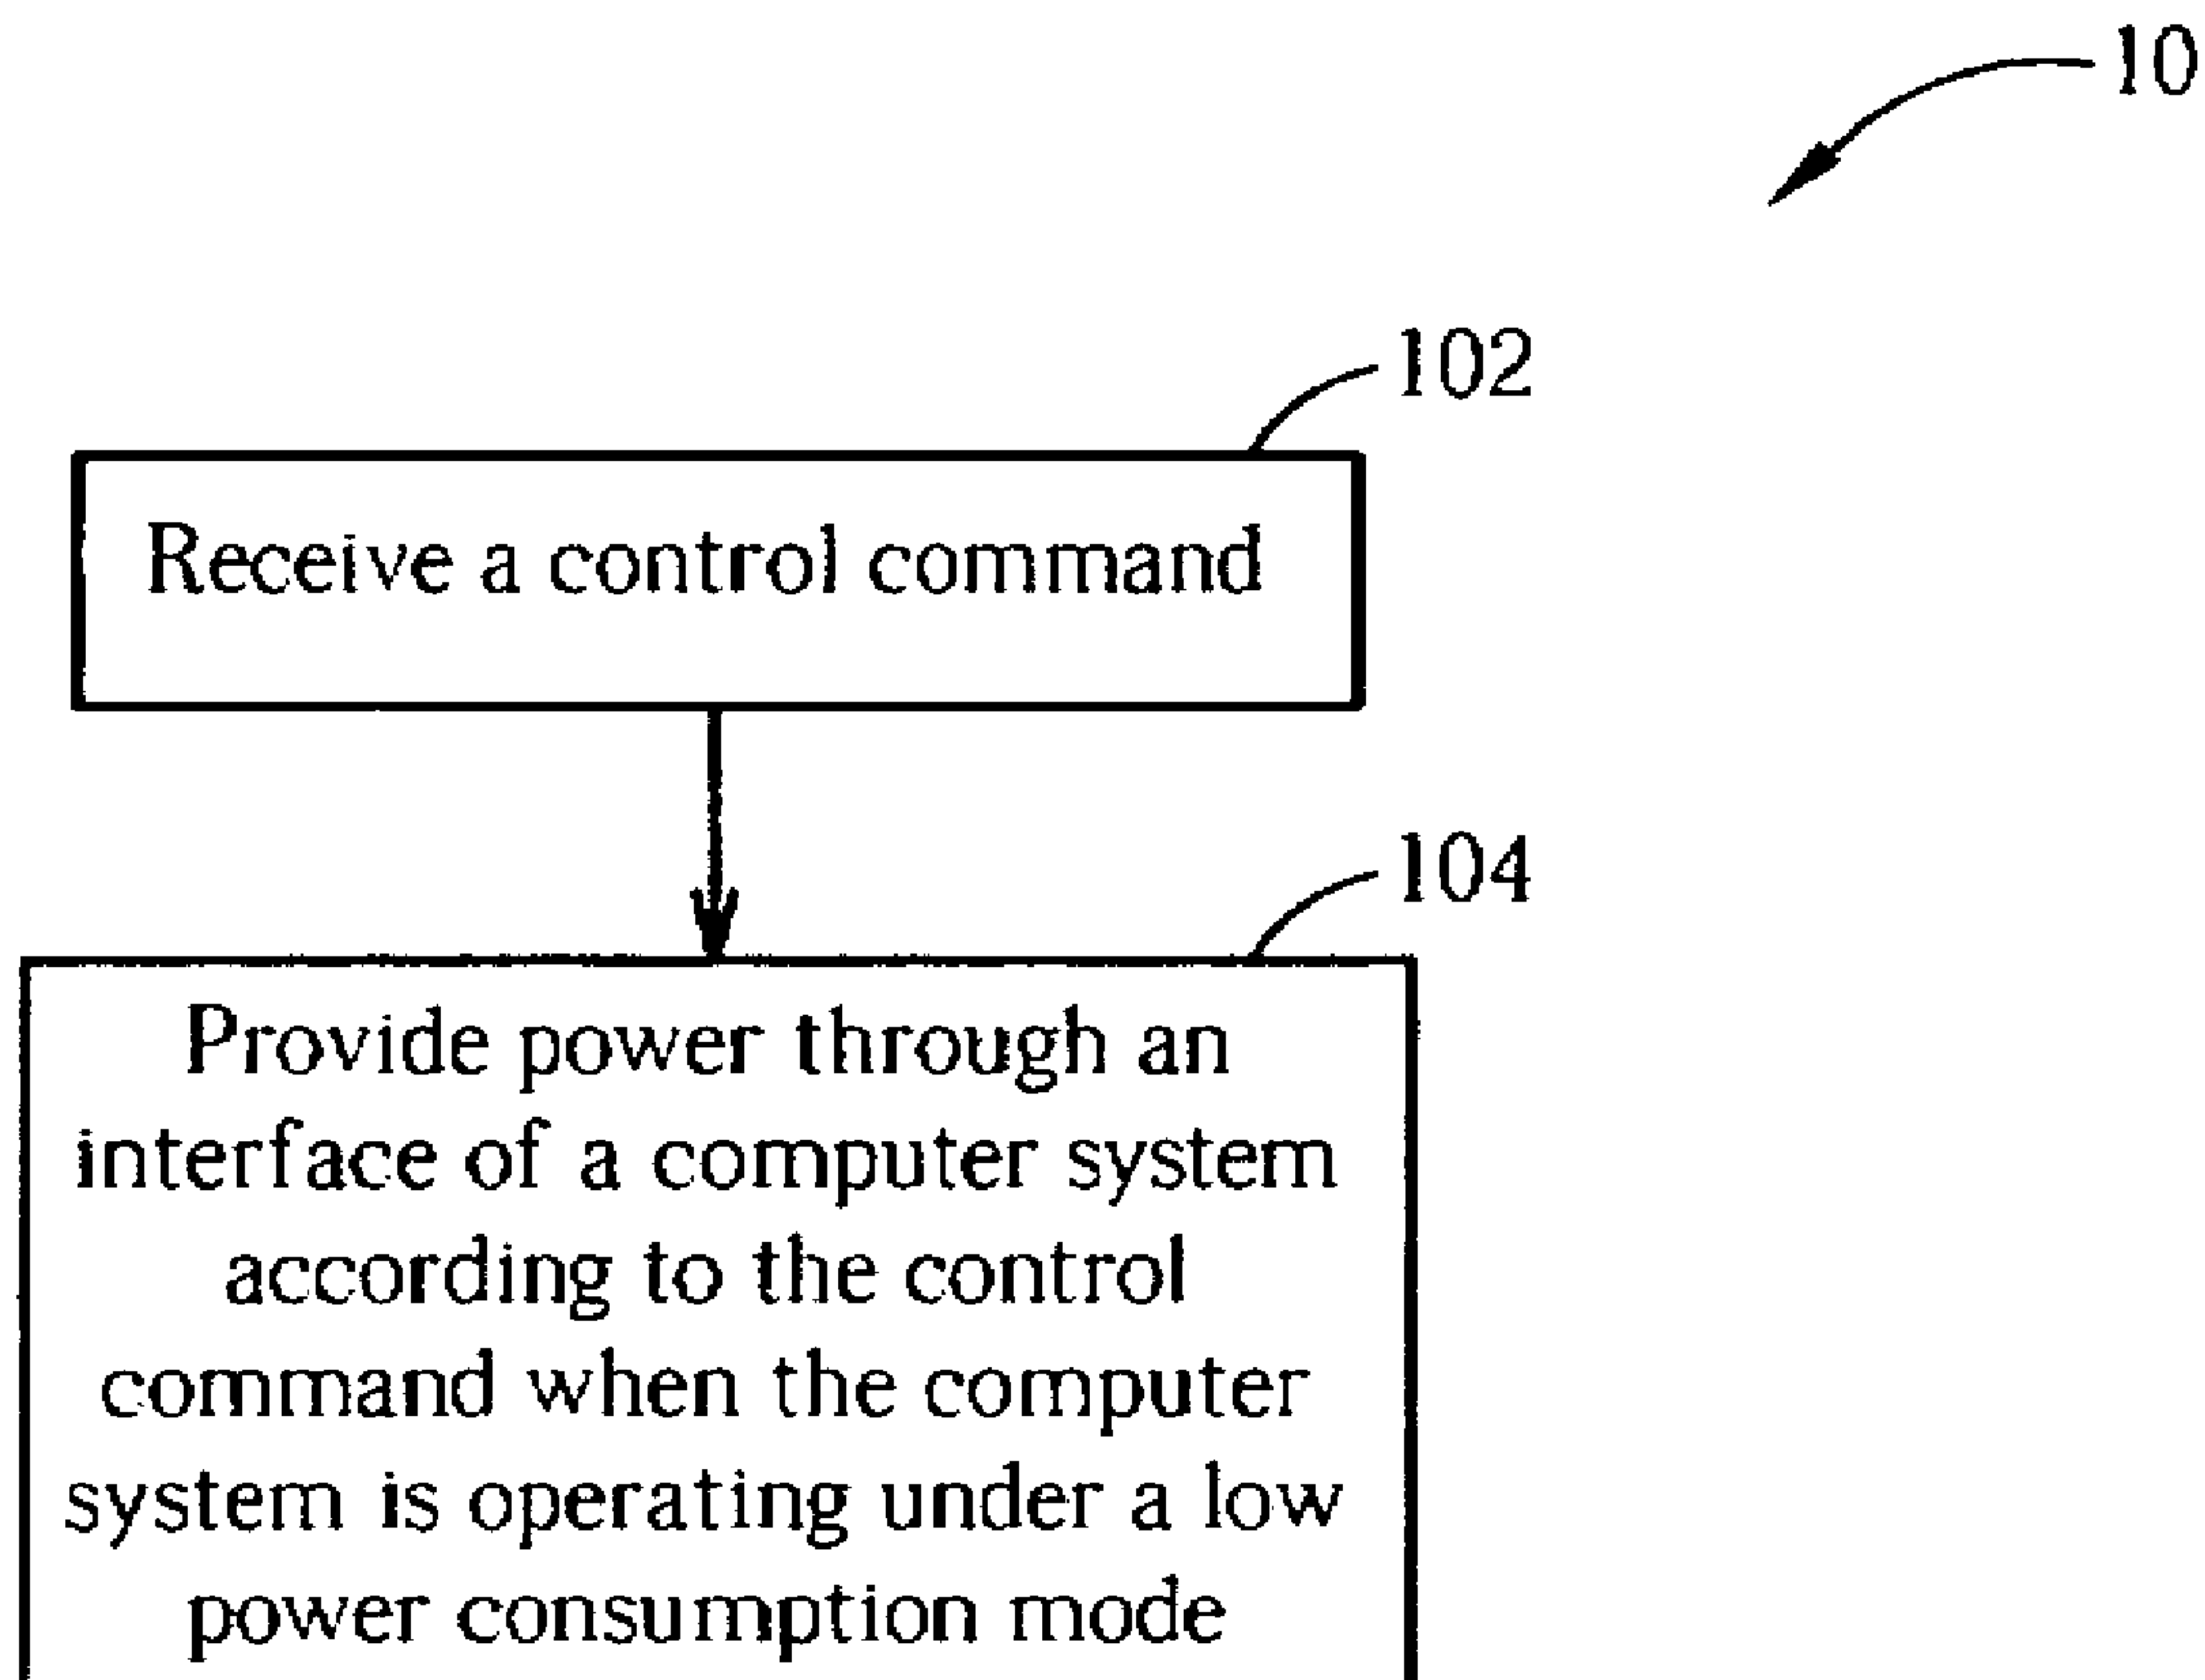 10
102
Receive a control command
104
Provide power through an
interface of a computer system
according to the control
command when the computer
system is operating under a low
power consumption mode